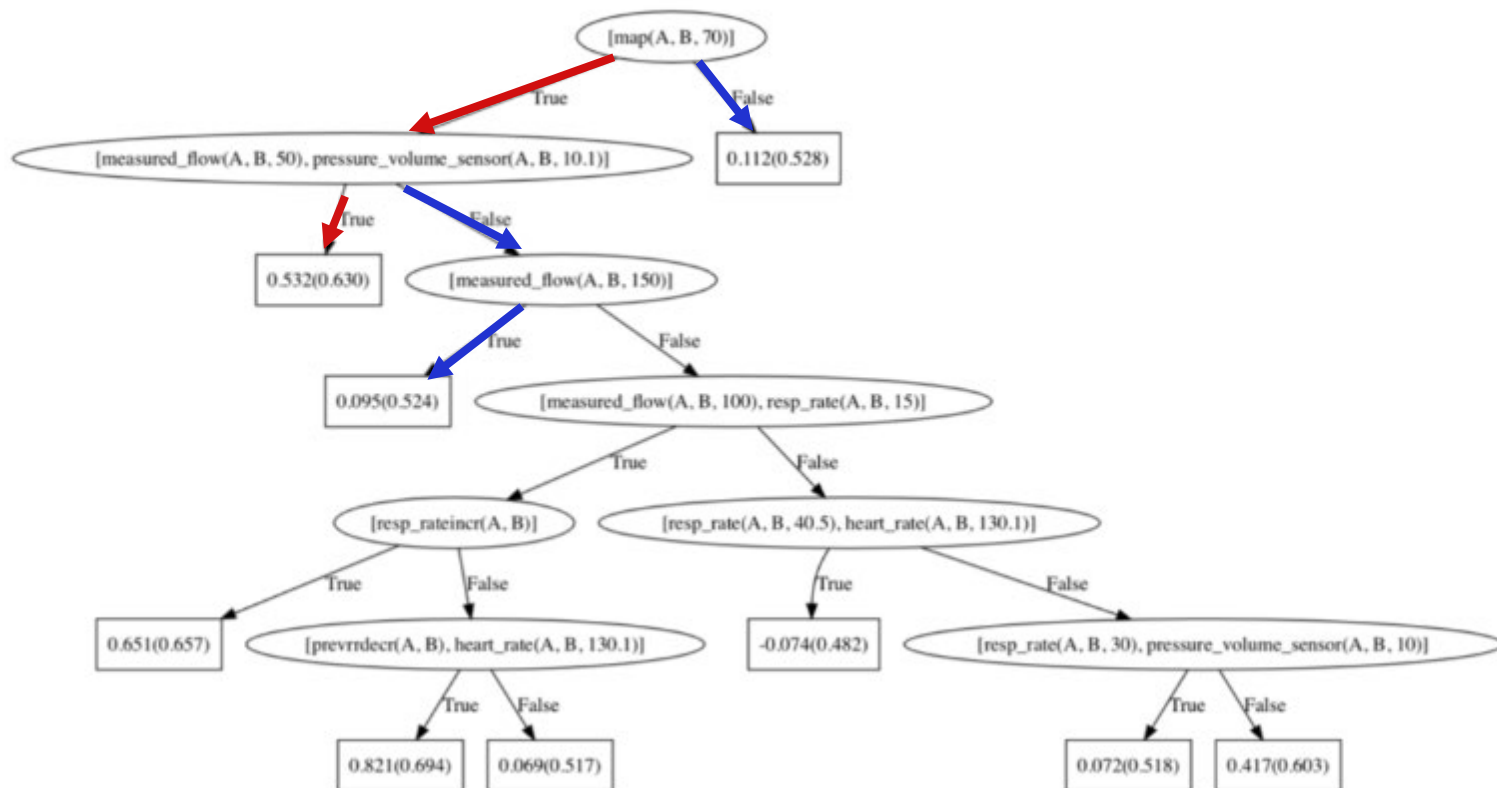 [map(A, B, 70)]
True
False
[measured_flow(A, B, 50), pressure_volume_sensor(A, B, 10.1)]
0.112(0.528)
True
False
0.532(0.630)
[measured_flow(A, B, 150)]
True
False
0.095(0.524)
[measured_flow(A, B, 100), resp_rate(A, B, 15)]
True
False
[resp_rateincr(A, B)]
[resp_rate(A, B, 40.5), heart_rate(A, B, 130.1)]
True
False
True
False
0.651(0.657)
[prevrrdecr(A, B), heart_rate(A, B, 130.1)]
-0.074(0.482)
[resp_rate(A, B, 30), pressure_volume_sensor(A, B, 10)]
True
False
True
False
0.821(0.694)
0.069(0.517)
0.072(0.518)
0.417(0.603)